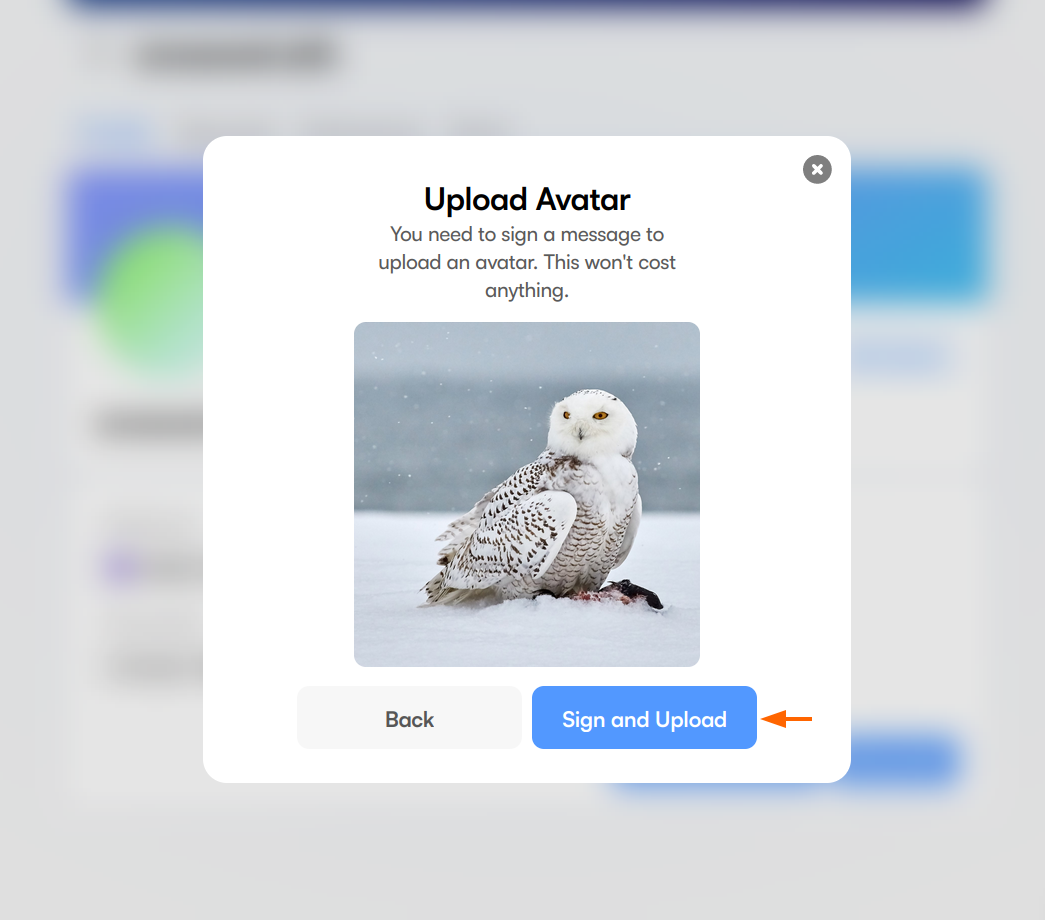 Upload Avatar
You need to sign a message to
upload an avatar. This won't cost
anything.
Back
Sign and Upload